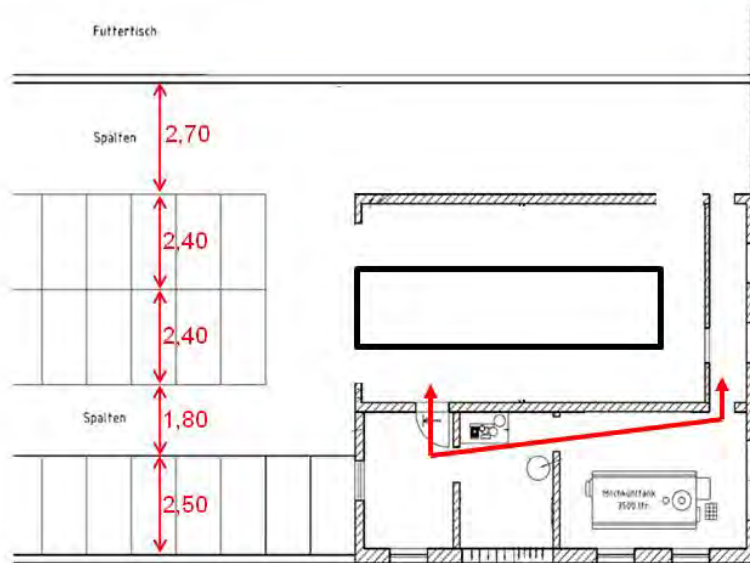 Futtertisch
Spalten
2,70
2,40
2,40
Spalten
1,80
2,50
Milchkühltank
3500 ltr.